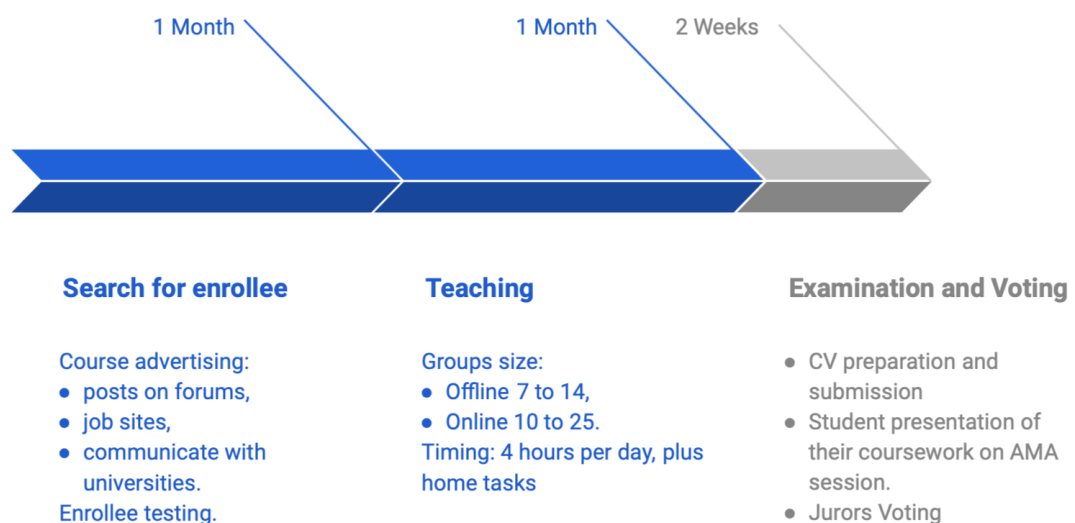 1 Month
1 Month
2 Weeks
Search for enrollee
Course advertising:
● posts on forums,
● job sites,
● communicate with
universities.
Enrollee testing.
Teaching
Groups size:
● Offline 7 to 14,
● Online 10 to 25.
Timing: 4 hours per day, plus
home tasks
Examination and Voting
● CV preparation and
submission
● Student presentation of
their coursework on AMA
session.
● Jurors Voting